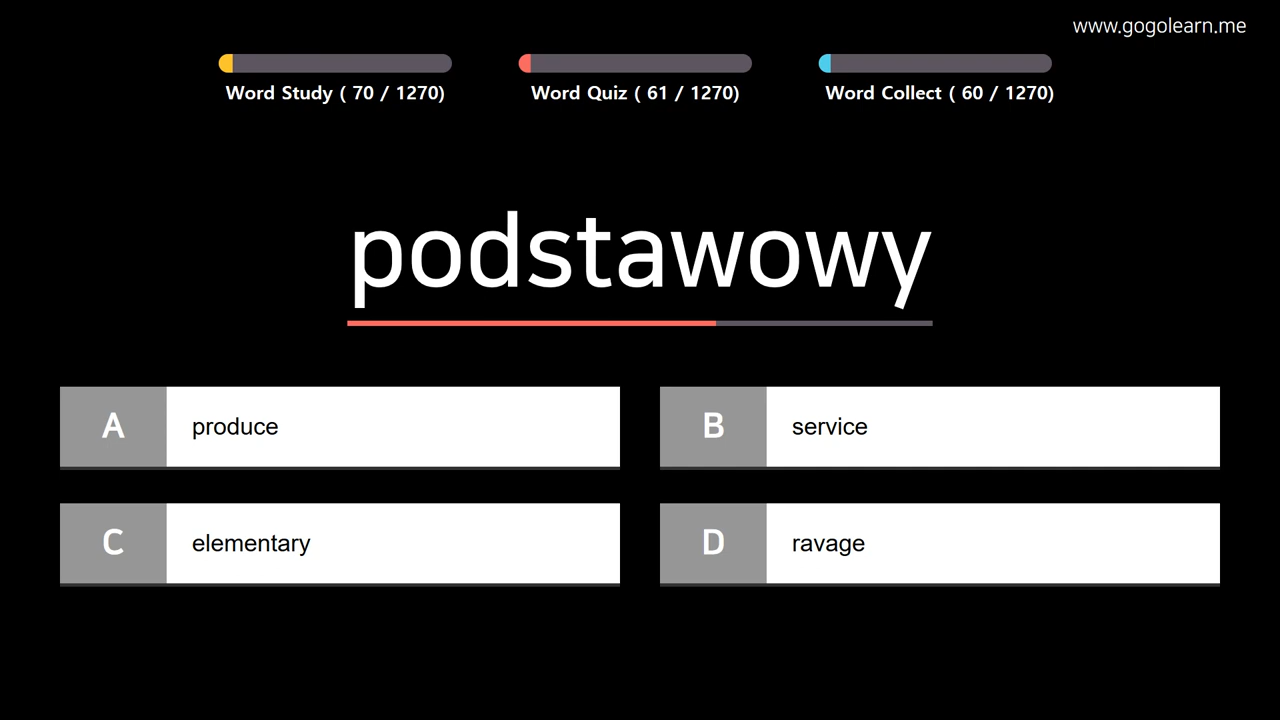 www.gogolearn.me
Word Study ( 70 / 1270)
Word Quiz ( 61 / 1270)
Word Collect ( 60 / 1270)
podstawowy
A produce
B service
C elementary
D ravage